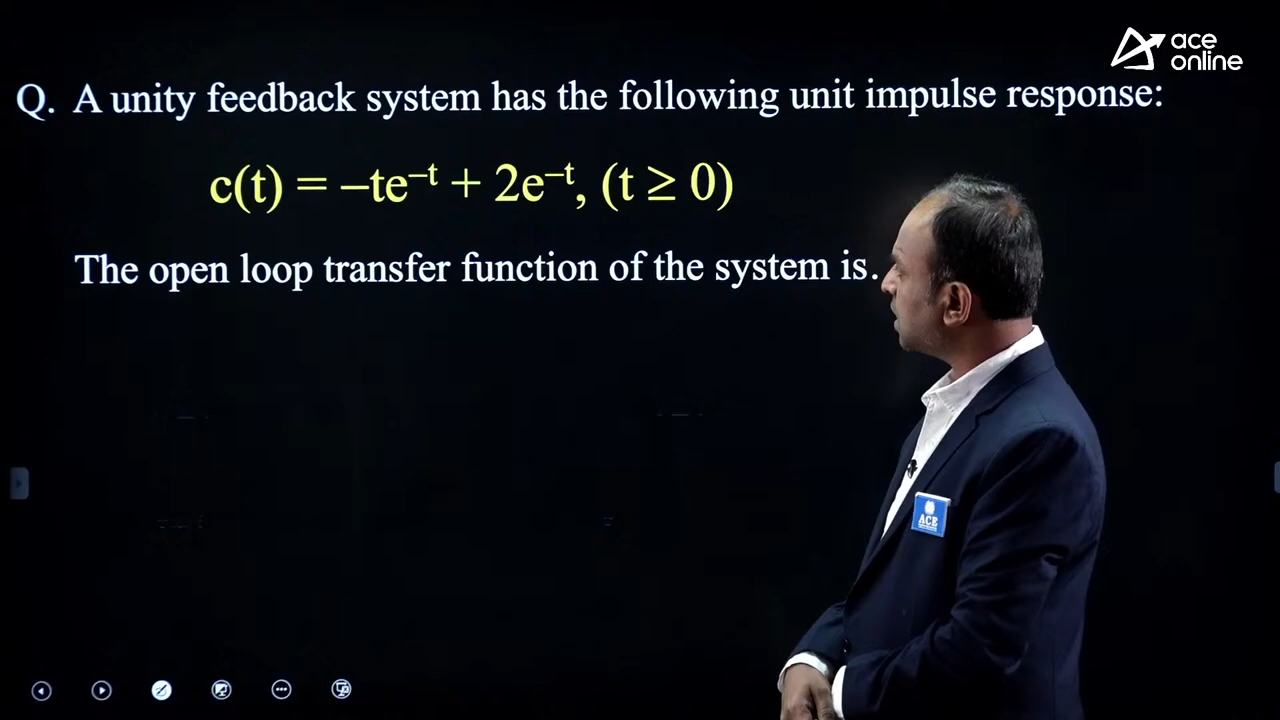 ace
online
Q. A unity feedback system has the following unit impulse response:
c(t) = –te⁻ᵗ + 2e⁻ᵗ, (t ≥ 0)
The open loop transfer function of the system is.
ACE